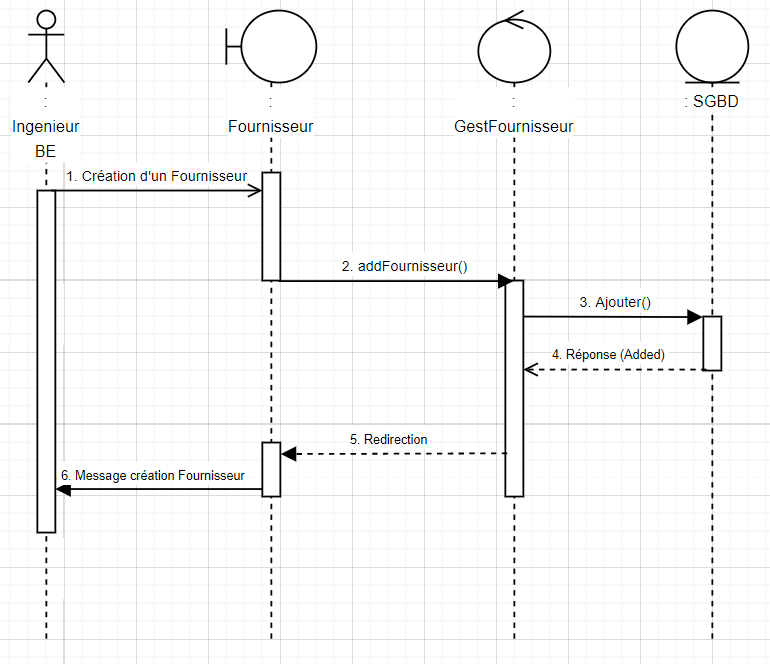 :
Ingenieur
BE
:
Fournisseur
:
GestFournisseur
: SGBD
1. Création d'un Fournisseur
2. addFournisseur()
3. Ajouter()
4. Réponse (Added)
5. Redirection
6. Message création Fournisseur